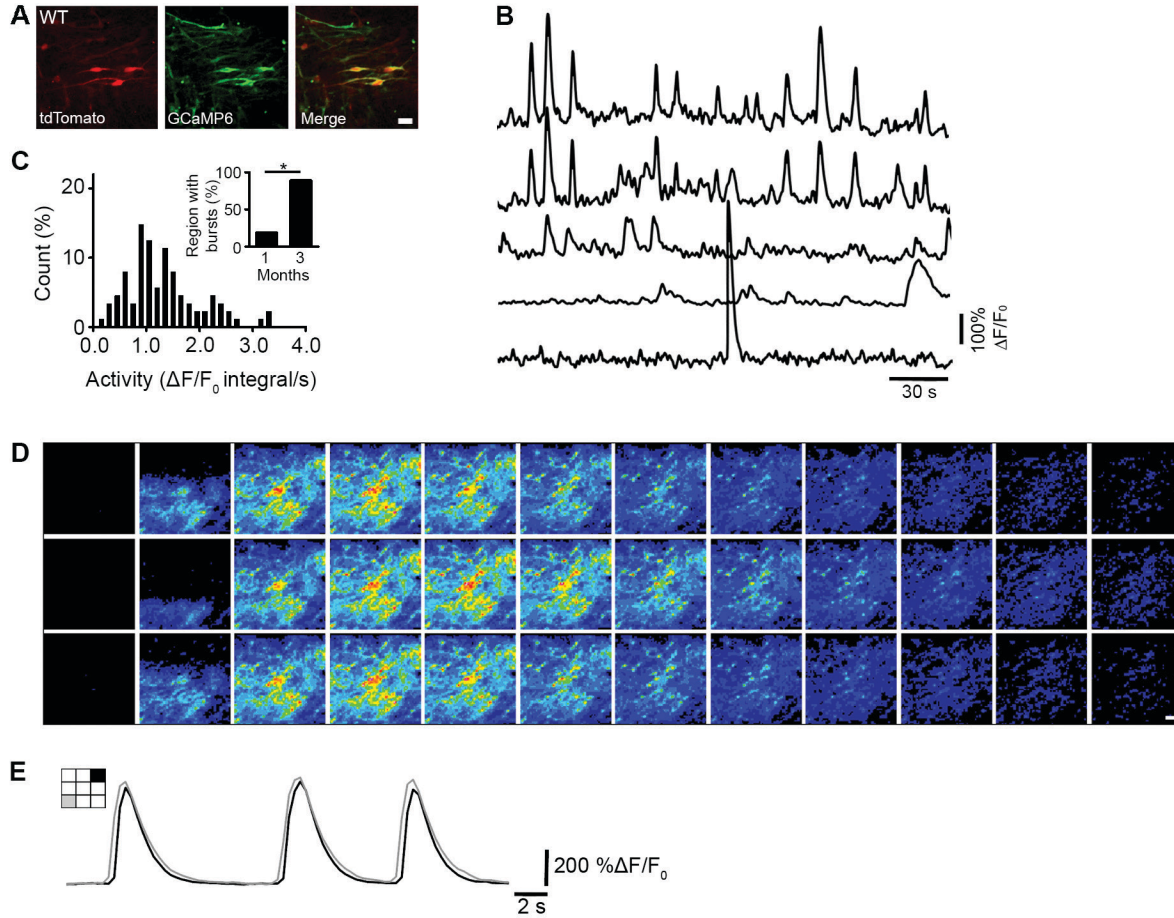 A
WT
tdTomato
GCaMP6
Merge
B
100%
ΔF/F₀
30 s
C
Count (%)
20
10
0
0.0 1.0 2.0 3.0 4.0
Activity (ΔF/F₀ integral/s)
Region with
bursts (%)
100
50
0
*
1 3
Months
D
E
200 %ΔF/F₀
2 s